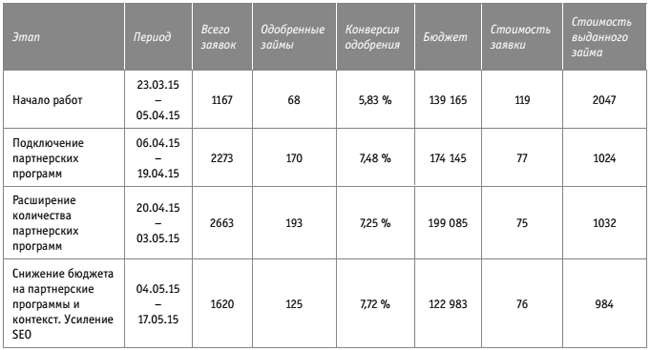 Этап
Период
Всего
заявок
Одобренные
займы
Конверсия
одобрения
Бюджет
Стоимость
заявки
Стоимость
выданного
займа
Начало работ
23.03.15
–
05.04.15
1167
68
5,83 %
139 165
119
2047
Подключение
партнерских
программ
06.04.15
–
19.04.15
2273
170
7,48 %
174 145
77
1024
Расширение
количества
партнерских
программ
20.04.15
–
03.05.15
2663
193
7,25 %
199 085
75
1032
Снижение бюджета
на партнерские
программы и
контекст. Усиление
SEO
04.05.15
–
17.05.15
1620
125
7,72 %
122 983
76
984